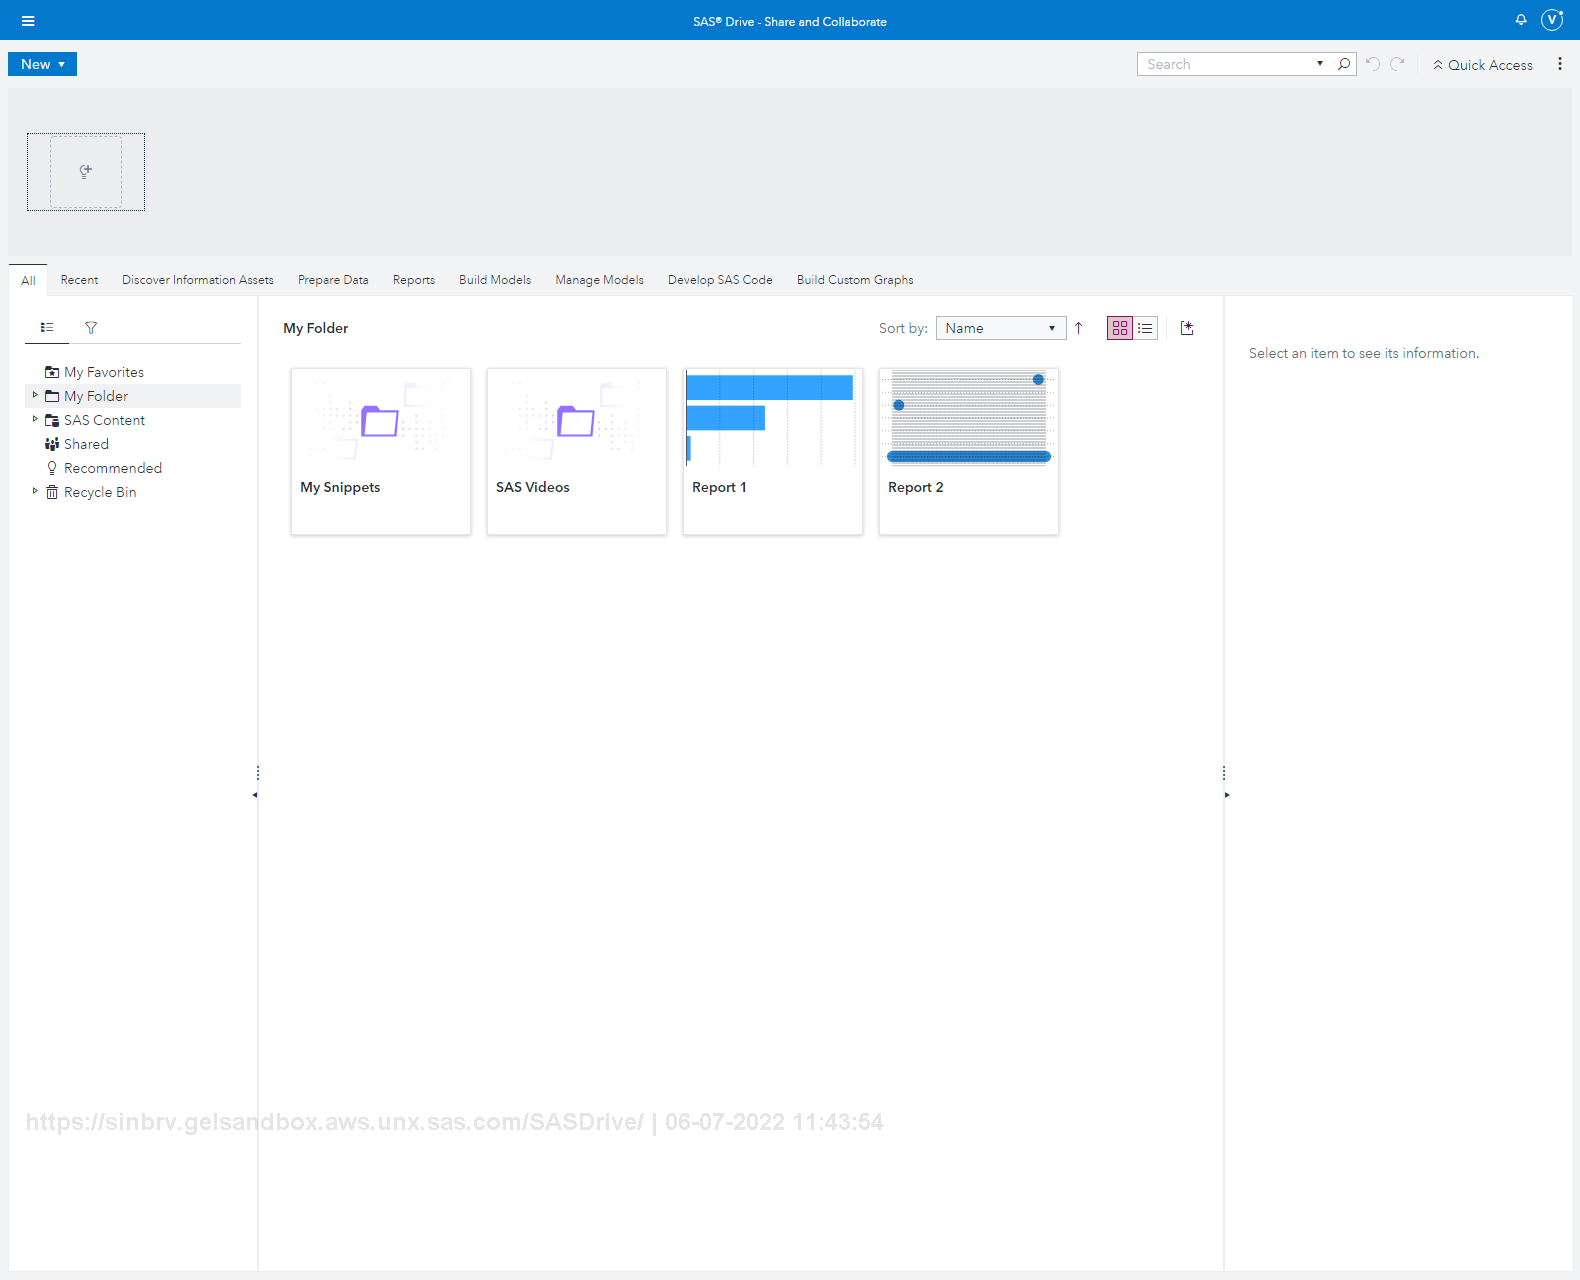 SAS® Drive - Share and Collaborate
V
New
Search
Quick Access
All
Recent
Discover Information Assets
Prepare Data
Reports
Build Models
Manage Models
Develop SAS Code
Build Custom Graphs
My Folder
Sort by:
Name
Select an item to see its information.
My Favorites
My Folder
SAS Content
Shared
Recommended
Recycle Bin
My Snippets
SAS Videos
Report 1
Report 2
https://sinbrv.gelsandbox.aws.unx.sas.com/SASDrive/ | 06-07-2022 11:43:54